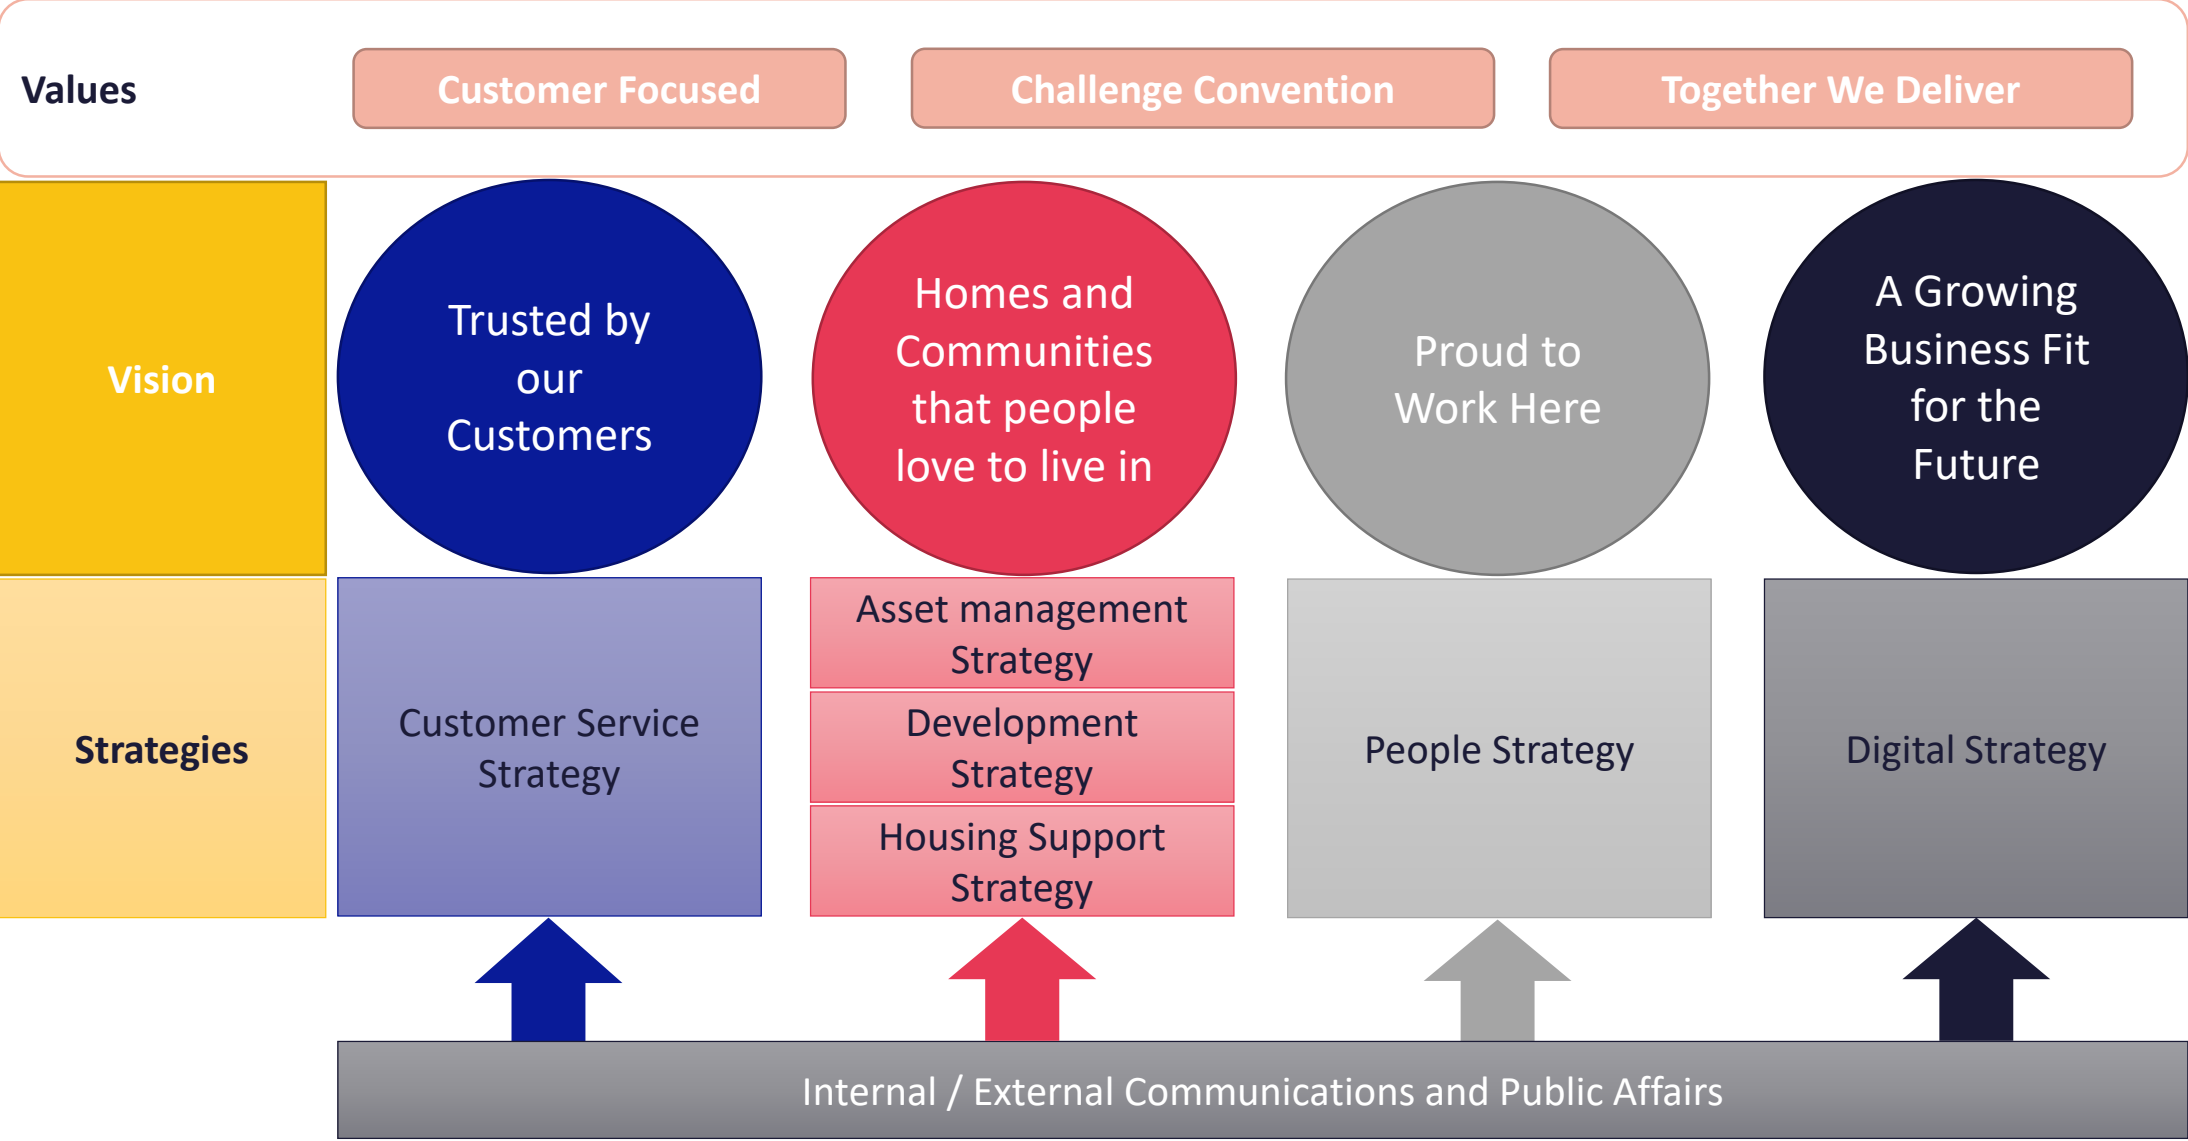 Values
Customer Focused
Challenge Convention
Together We Deliver
Vision
Trusted by
our
Customers
Homes and
Communities
that people
love to live in
Proud to
Work Here
A Growing
Business Fit
for the
Future
Strategies
Customer Service
Strategy
Asset management
Strategy
Development
Strategy
Housing Support
Strategy
People Strategy
Digital Strategy
Internal / External Communications and Public Affairs